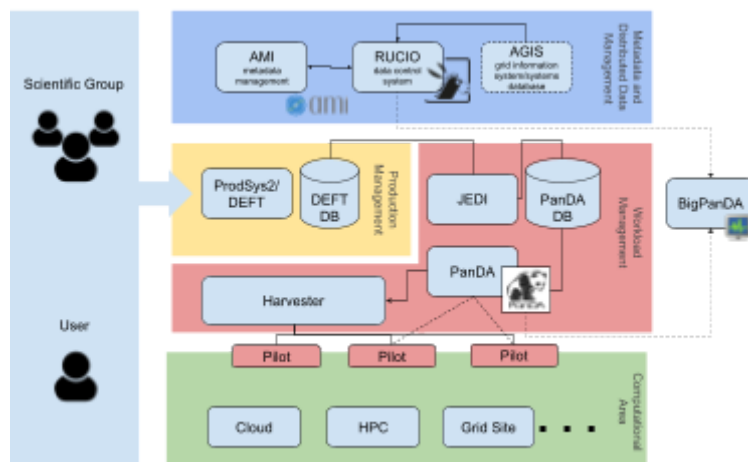 Scientific Group
User
AMI
metadata
management
ami
RUCIO
data control
system
AGIS
grid information
system/systems
database
Metadata and
Distributed Data
Management
ProdSys2/
DEFT
DEFT
DB
Production
Management
JEDI
PanDA
DB
PanDA
PanDA
Harvester
Workload
Management
BigPanDA
Pilot
Pilot
Pilot
Cloud
HPC
Grid Site
Computational
Area